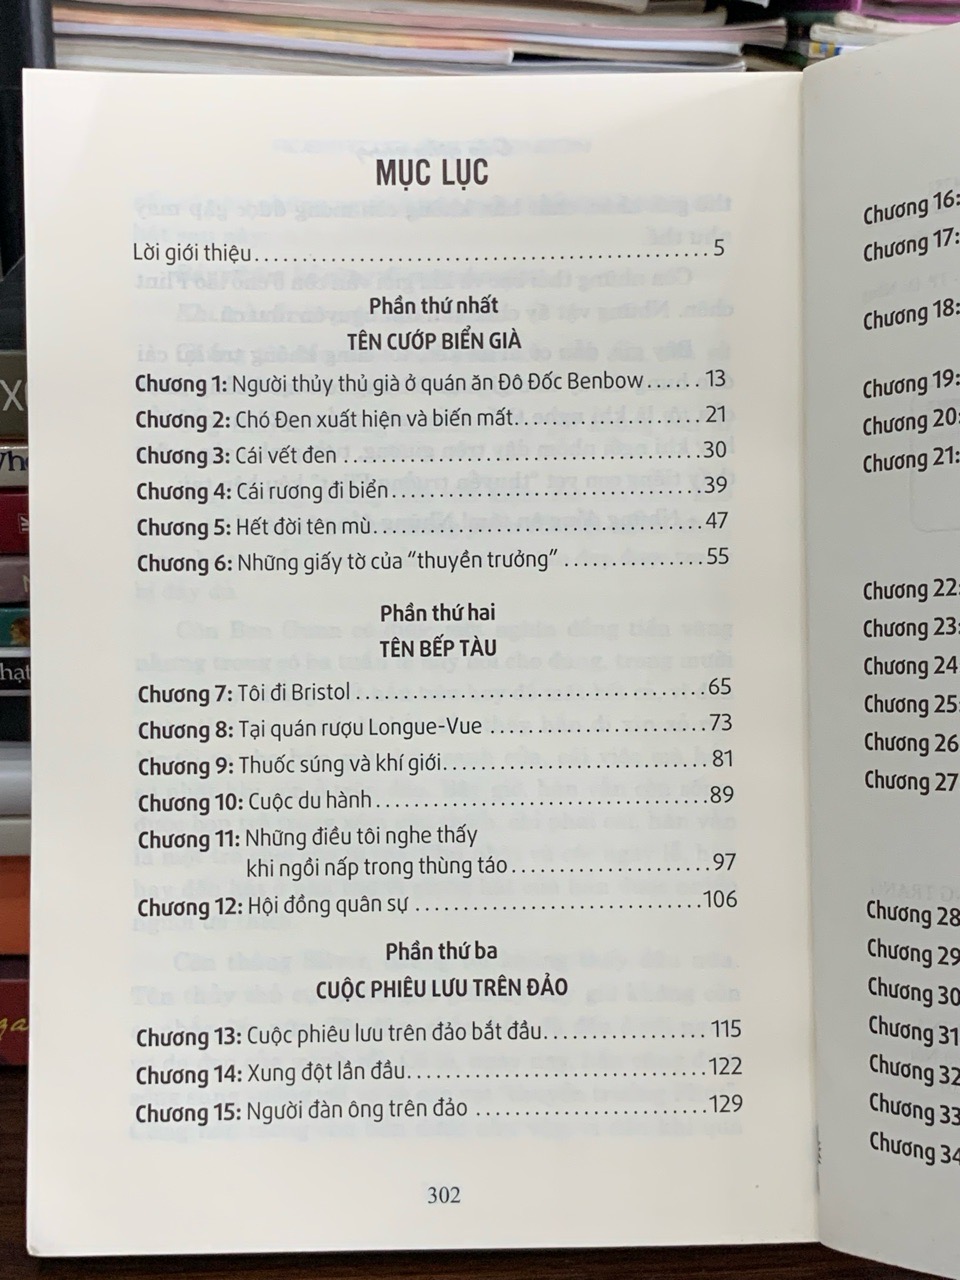 MỤC LỤC
Lời giới thiệu.................................................5
Phần thứ nhất
TÊN CƯỚP BIỂN GIÀ
Chương 1: Người thủy thủ già ở quán ăn Đô Đốc Benbow......13
Chương 2: Chó Đen xuất hiện và biến mất....................21
Chương 3: Cái vết đen .....................................30
Chương 4: Cái rương đi biển................................39
Chương 5: Hết đời tên mù...................................47
Chương 6: Những giấy tờ của “thuyền trưởng” ...............55
Phần thứ hai
TÊN BẾP TÀU
Chương 7: Tôi đi Bristol ..................................65
Chương 8: Tại quán rượu Longue-Vue ........................73
Chương 9: Thuốc súng và khí giới...........................81
Chương 10: Cuộc du hành ...................................89
Chương 11: Những điều tôi nghe thấy
khi ngồi nấp trong thùng táo...............................97
Chương 12: Hội đồng quân sự ..............................106
Phần thứ ba
CUỘC PHIÊU LƯU TRÊN ĐẢO
Chương 13: Cuộc phiêu lưu trên đảo bắt đầu................115
Chương 14: Xung đột lần đầu...............................122
Chương 15: Người đàn ông trên đảo ........................129
302
Chương 16:
Chương 17:
Chương 18:
Chương 19:
Chương 20:
Chương 21:
Chương 22:
Chương 23:
Chương 24
Chương 25:
Chương 26
Chương 27
Chương 28
Chương 29
Chương 30
Chương 31
Chương 32
Chương 33
Chương 34